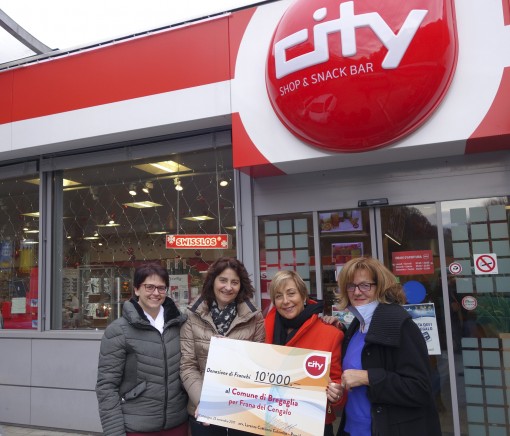 city
SHOP & SNACK BAR
SWISSLOS
city
Donazione di Franchi 10'000
al Comune di Bregaglia
per Frana del Cengalo